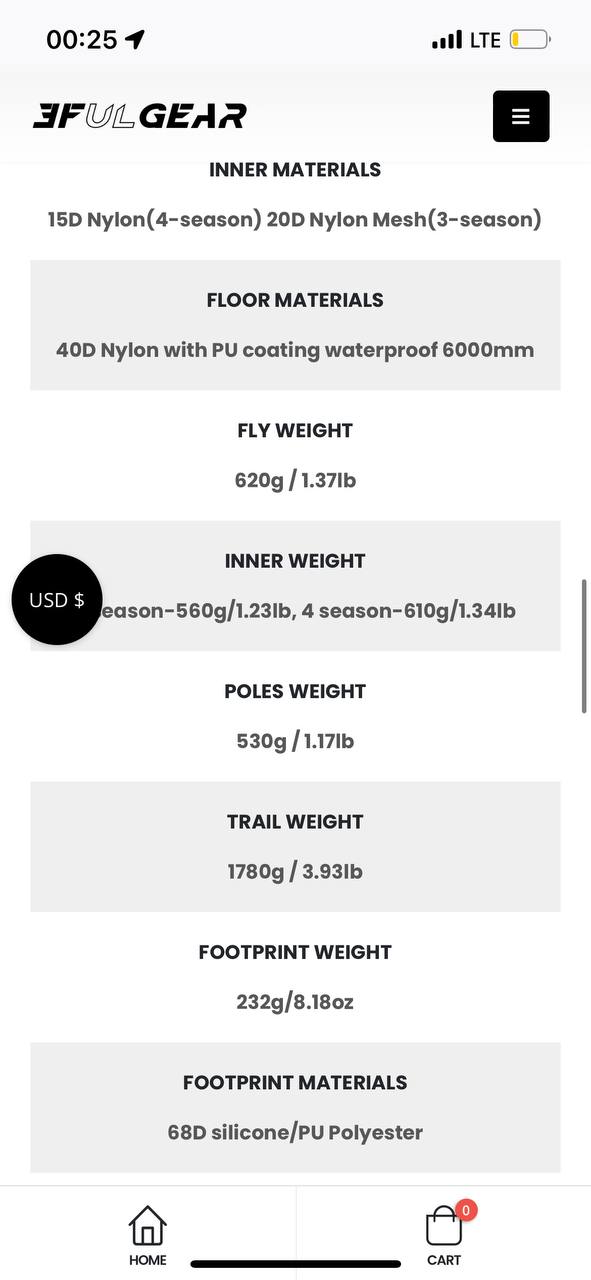 00:25
LTE
3FULGEAR
INNER MATERIALS
15D Nylon(4-season) 20D Nylon Mesh(3-season)
FLOOR MATERIALS
40D Nylon with PU coating waterproof 6000mm
FLY WEIGHT
620g / 1.37lb
INNER WEIGHT
USD $
eason-560g/1.23lb, 4 season-610g/1.34lb
POLES WEIGHT
530g / 1.17lb
TRAIL WEIGHT
1780g / 3.93lb
FOOTPRINT WEIGHT
232g/8.18oz
FOOTPRINT MATERIALS
68D silicone/PU Polyester
0
HOME
CART